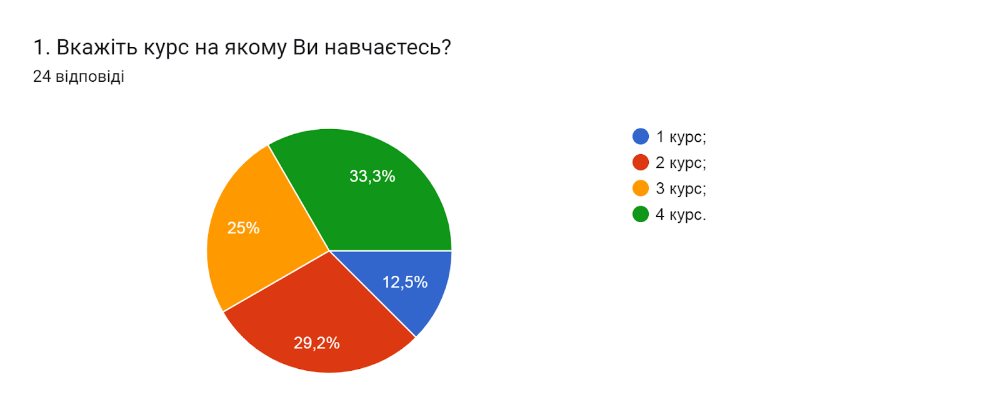 1. Вкажіть курс на якому Ви навчаєтесь?
24 відповіді
33,3%
25%
12,5%
29,2%
1 курс;
2 курс;
3 курс;
4 курс.